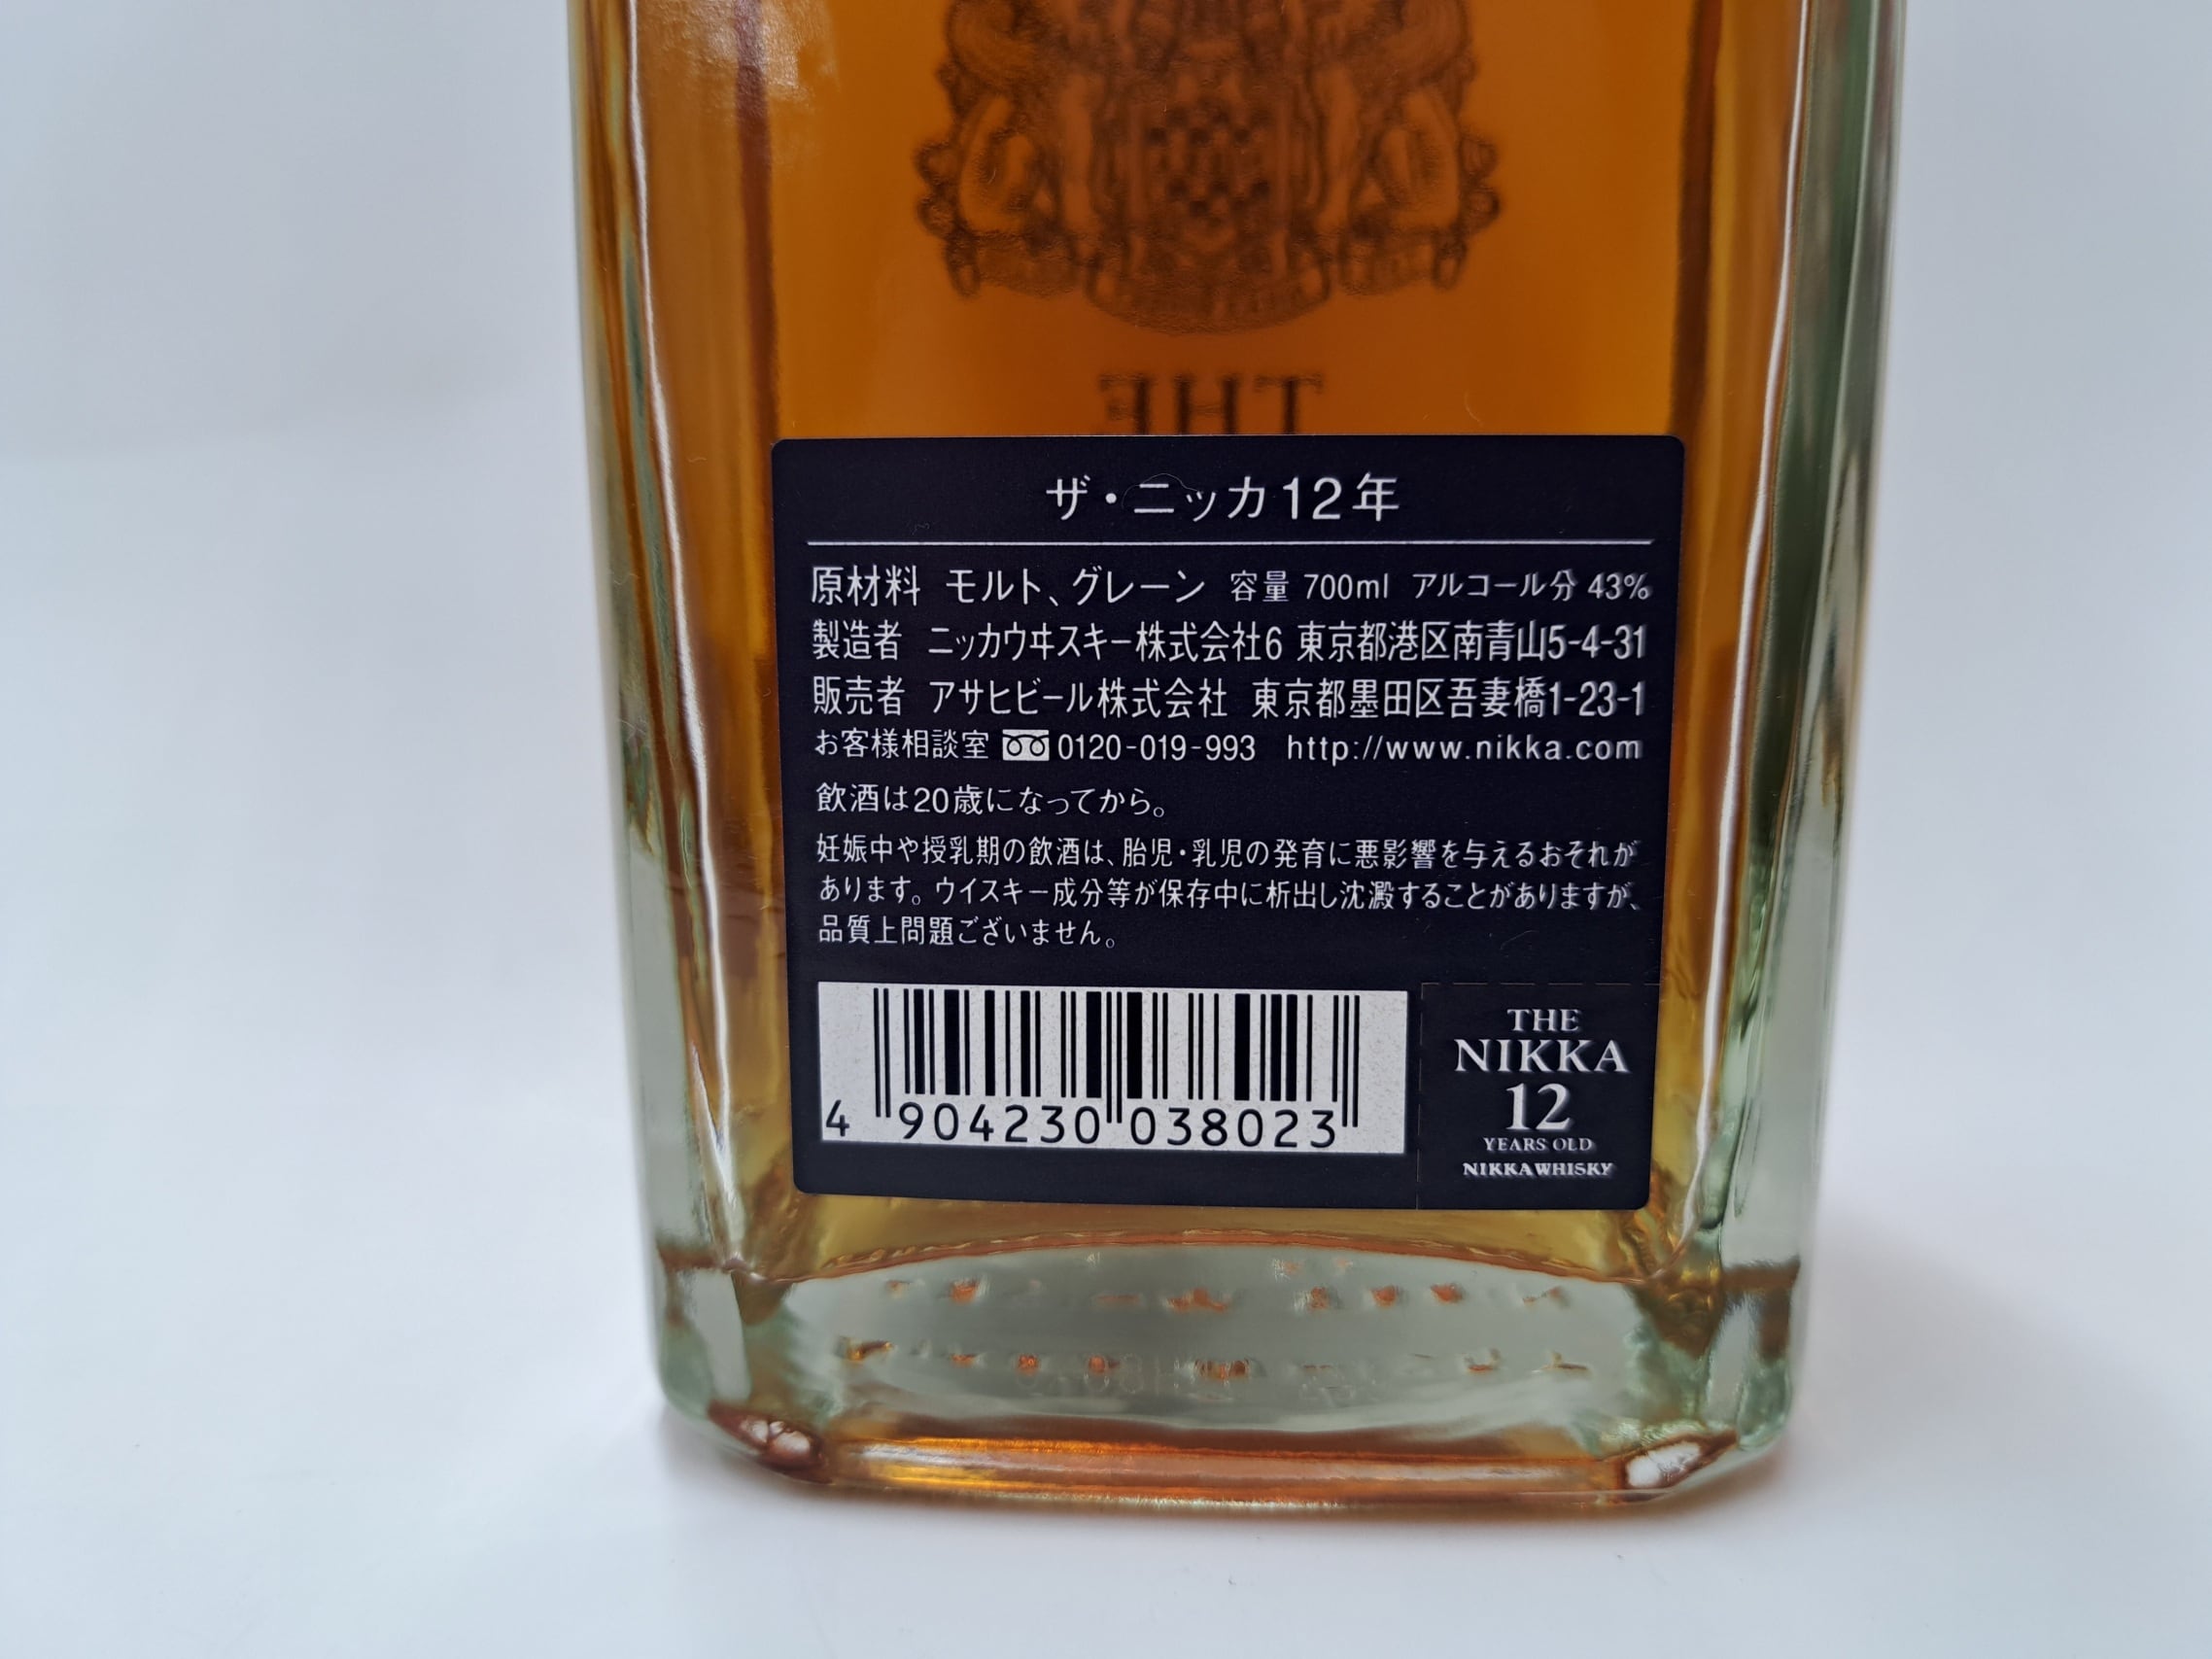 THE
ザ・ニッカ12年
原材料 モルト、グレーン 容量 700ml アルコール分 43%
製造者 ニッカウヰスキー株式会社6 東京都港区南青山5-4-31
販売者 アサヒビール株式会社 東京都墨田区吾妻橋1-23-1
お客様相談室 0120-019-993 http://www.nikka.com
飲酒は20歳になってから。
妊娠中や授乳期の飲酒は、胎児・乳児の発育に悪影響を与えるおそれが
あります。ウイスキー成分等が保存中に析出し沈澱することがありますが、
品質上問題ございません。
4 904230 038023
THE
NIKKA
12
YEARS OLD
NIKKA WHISKY